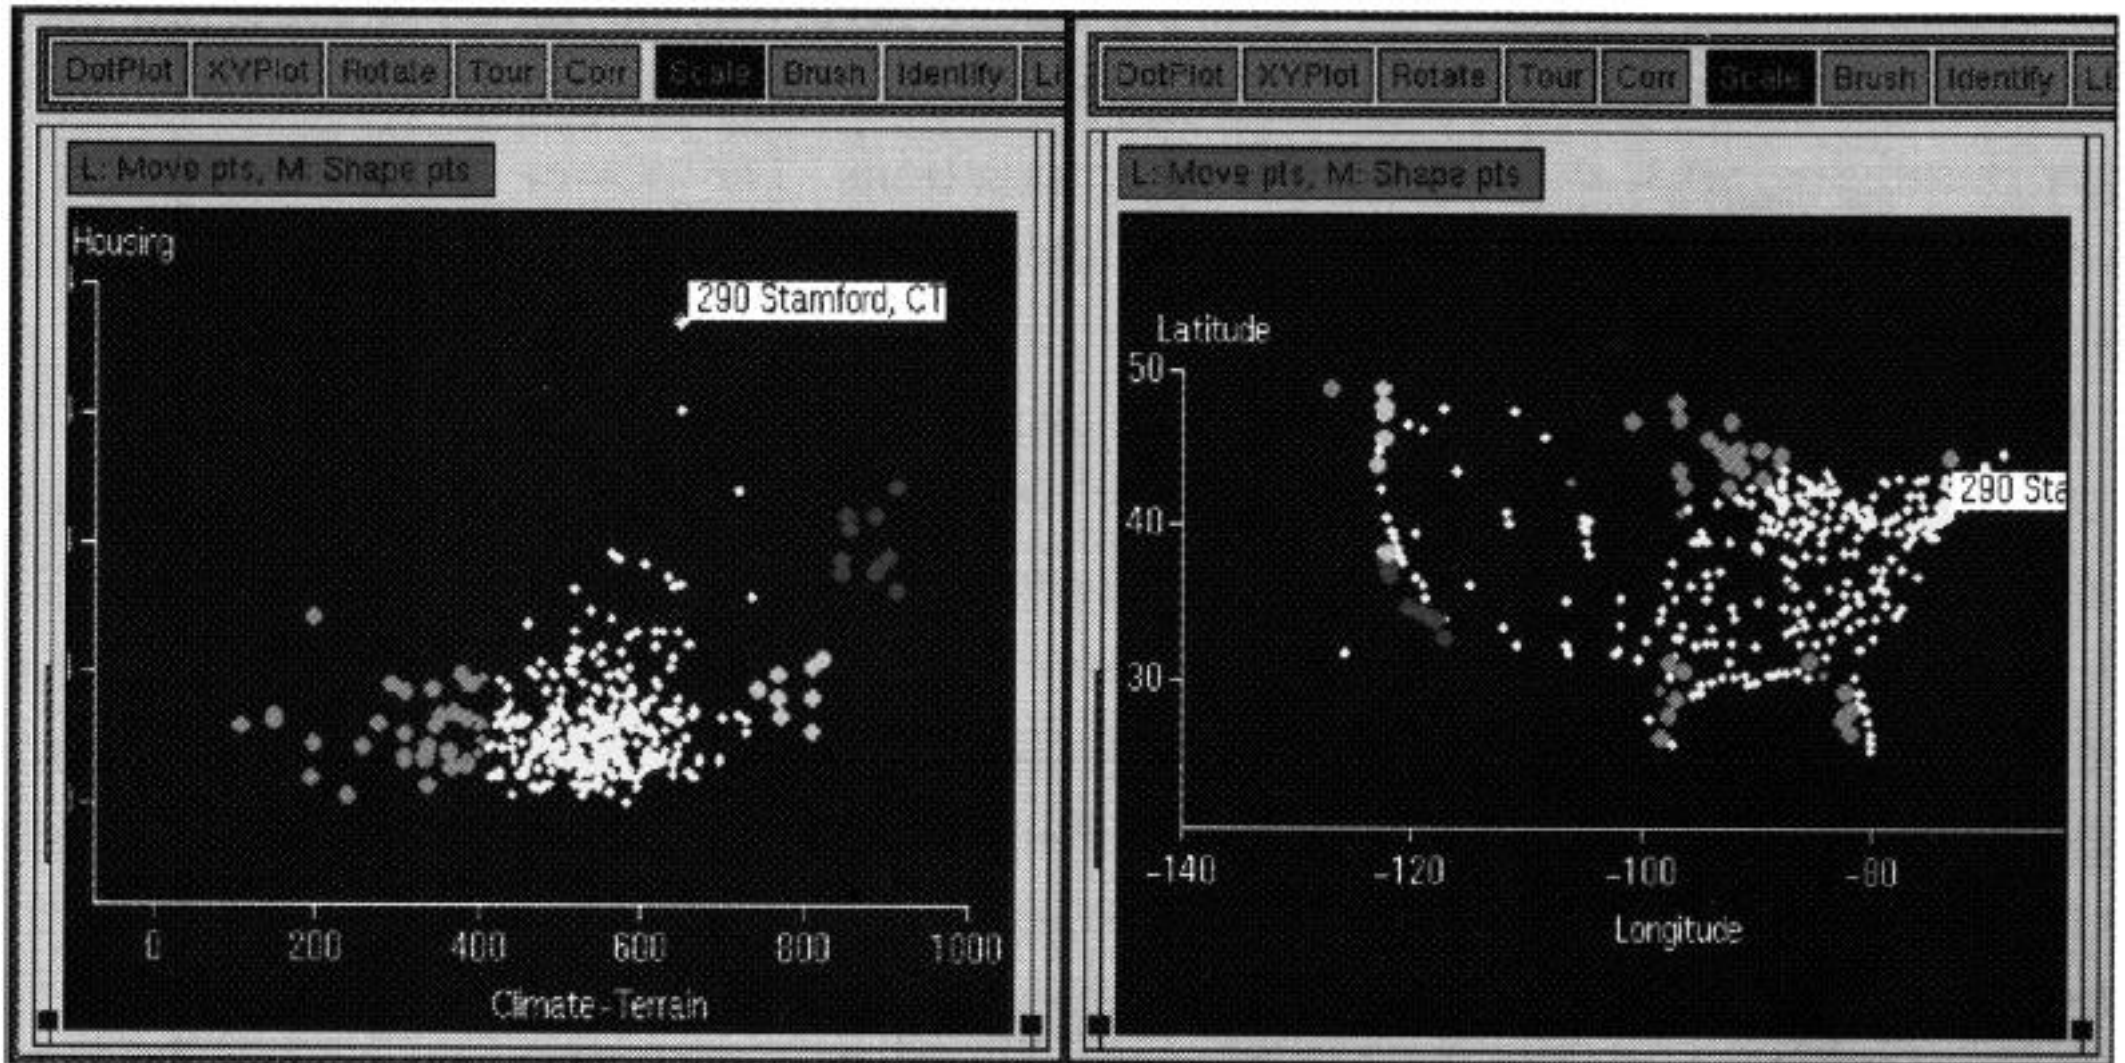 DotPlot XYPlot Rotate Tour Corr Scale Brush Identify Li
L: Move pts, M: Shape pts
Housing
290 Stamford, CT
0 200 400 600 800 1000
Climate-Terrain
DotPlot XYPlot Rotate Tour Corr Scale Brush Identify Li
L: Move pts, M: Shape pts
Latitude
50
290 Sta
40
30
-140 -120 -100 -80
Longitude